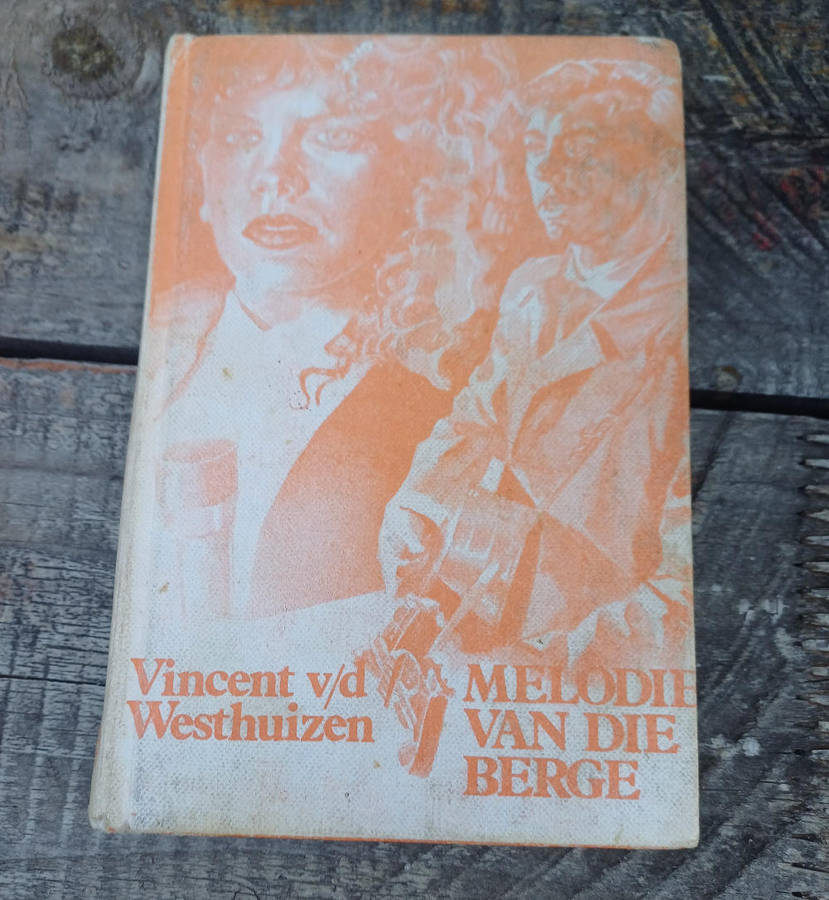 Vincent v/d
Westhuizen
MELODIE
VAN DIE
BERGE